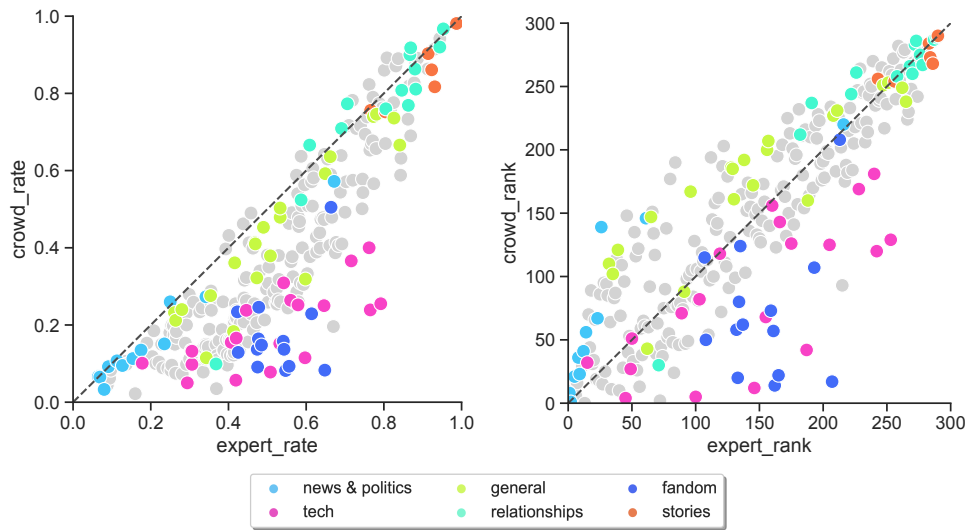 1.0
0.8
0.6
0.4
0.2
0.0
crowd_rate
0.0 0.2 0.4 0.6 0.8 1.0
expert_rate
300
250
200
150
100
50
0
crowd_rank
0 50 100 150 200 250 300
expert_rank
news & politics general fandom
tech relationships stories